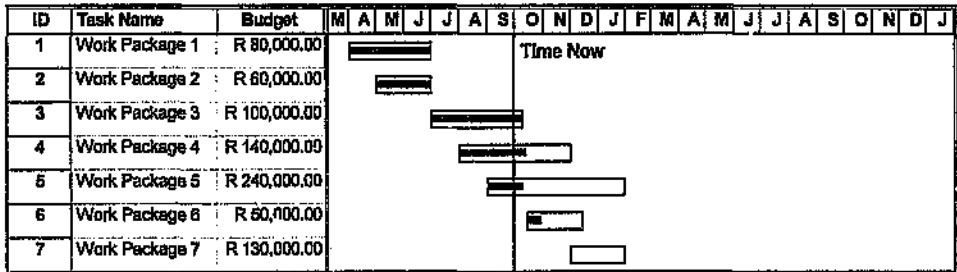 ID Task Name Budget M A M J J A S O N D J F M A M J J A S O N D J
1 Work Package 1 R 80,000.00 Time Now
2 Work Package 2 R 60,000.00
3 Work Package 3 R 100,000.00
4 Work Package 4 R 140,000.00
5 Work Package 5 R 240,000.00
6 Work Package 6 R 50,000.00
7 Work Package 7 R 130,000.00